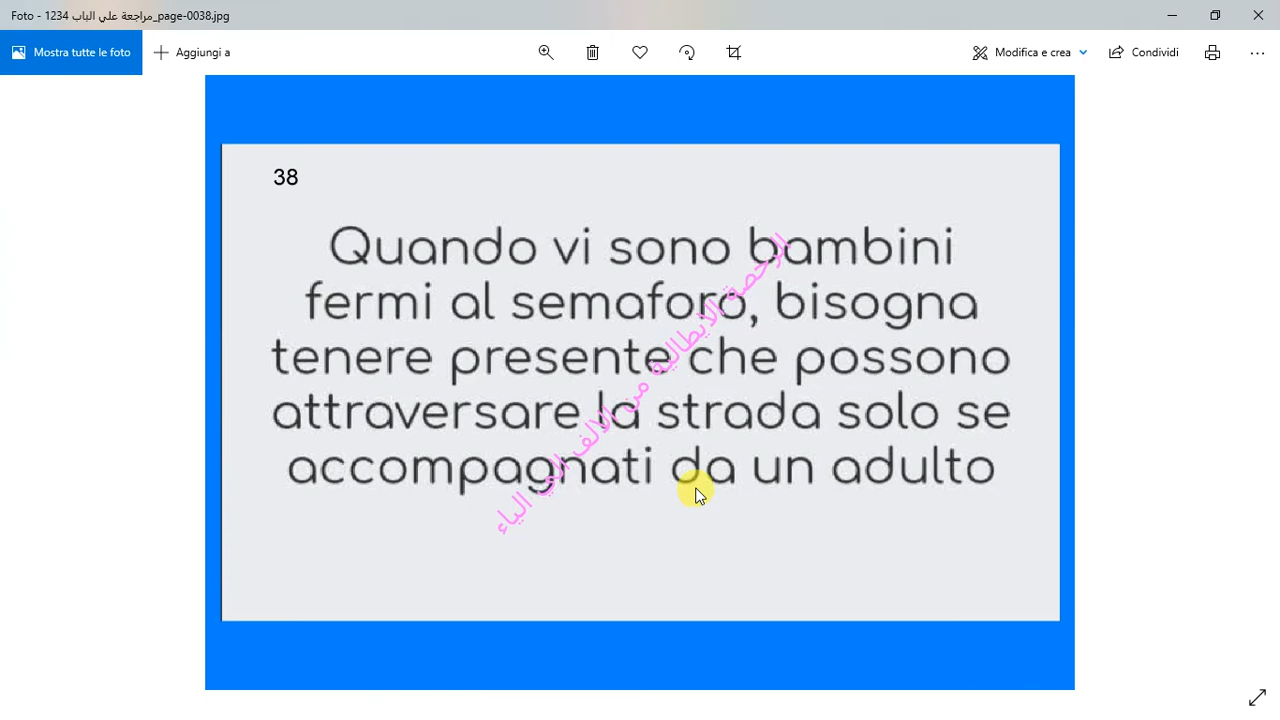 Foto - 1234 مراجعة علي الباب_page-0038.jpg
Mostra tutte le foto
Aggiungi a
Modifica e crea
Condividi
38
Quando vi sono bambini
fermi al semaforo, bisogna
tenere presente che possono
attraversare la strada solo se
accompagnati da un adulto
الرخصة الايطالية من الالف الي الياء